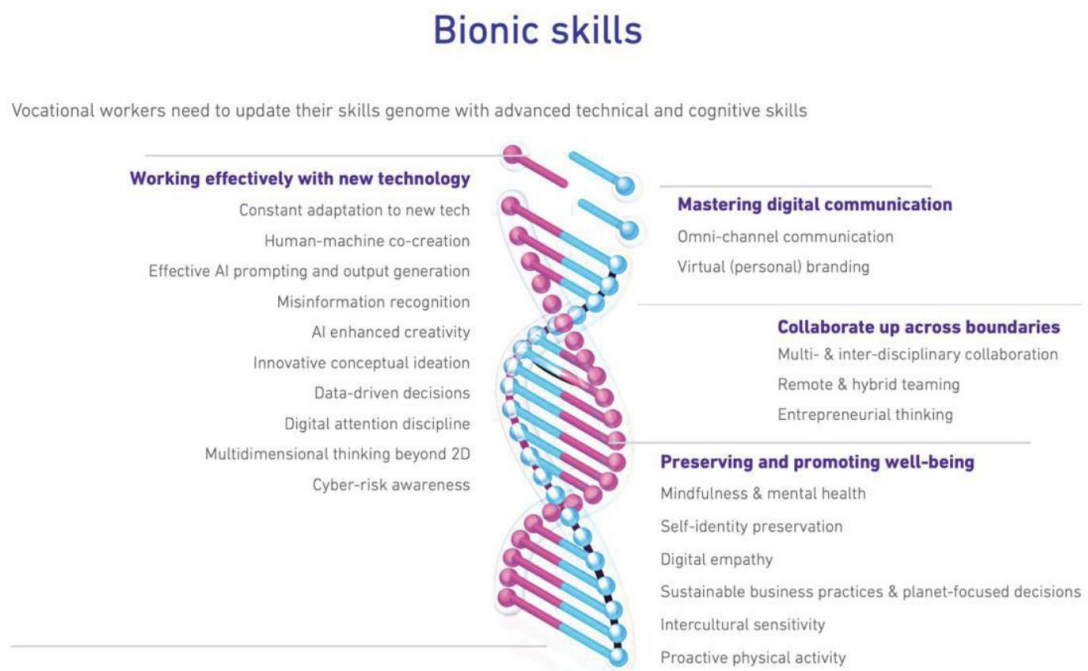 Bionic skills
Vocational workers need to update their skills genome with advanced technical and cognitive skills
Working effectively with new technology
Constant adaptation to new tech
Human-machine co-creation
Effective AI prompting and output generation
Misinformation recognition
AI enhanced creativity
Innovative conceptual ideation
Data-driven decisions
Digital attention discipline
Multidimensional thinking beyond 2D
Cyber-risk awareness
Mastering digital communication
Omni-channel communication
Virtual (personal) branding
Collaborate up across boundaries
Multi- & inter-disciplinary collaboration
Remote & hybrid teaming
Entrepreneurial thinking
Preserving and promoting well-being
Mindfulness & mental health
Self-identity preservation
Digital empathy
Sustainable business practices & planet-focused decisions
Intercultural sensitivity
Proactive physical activity